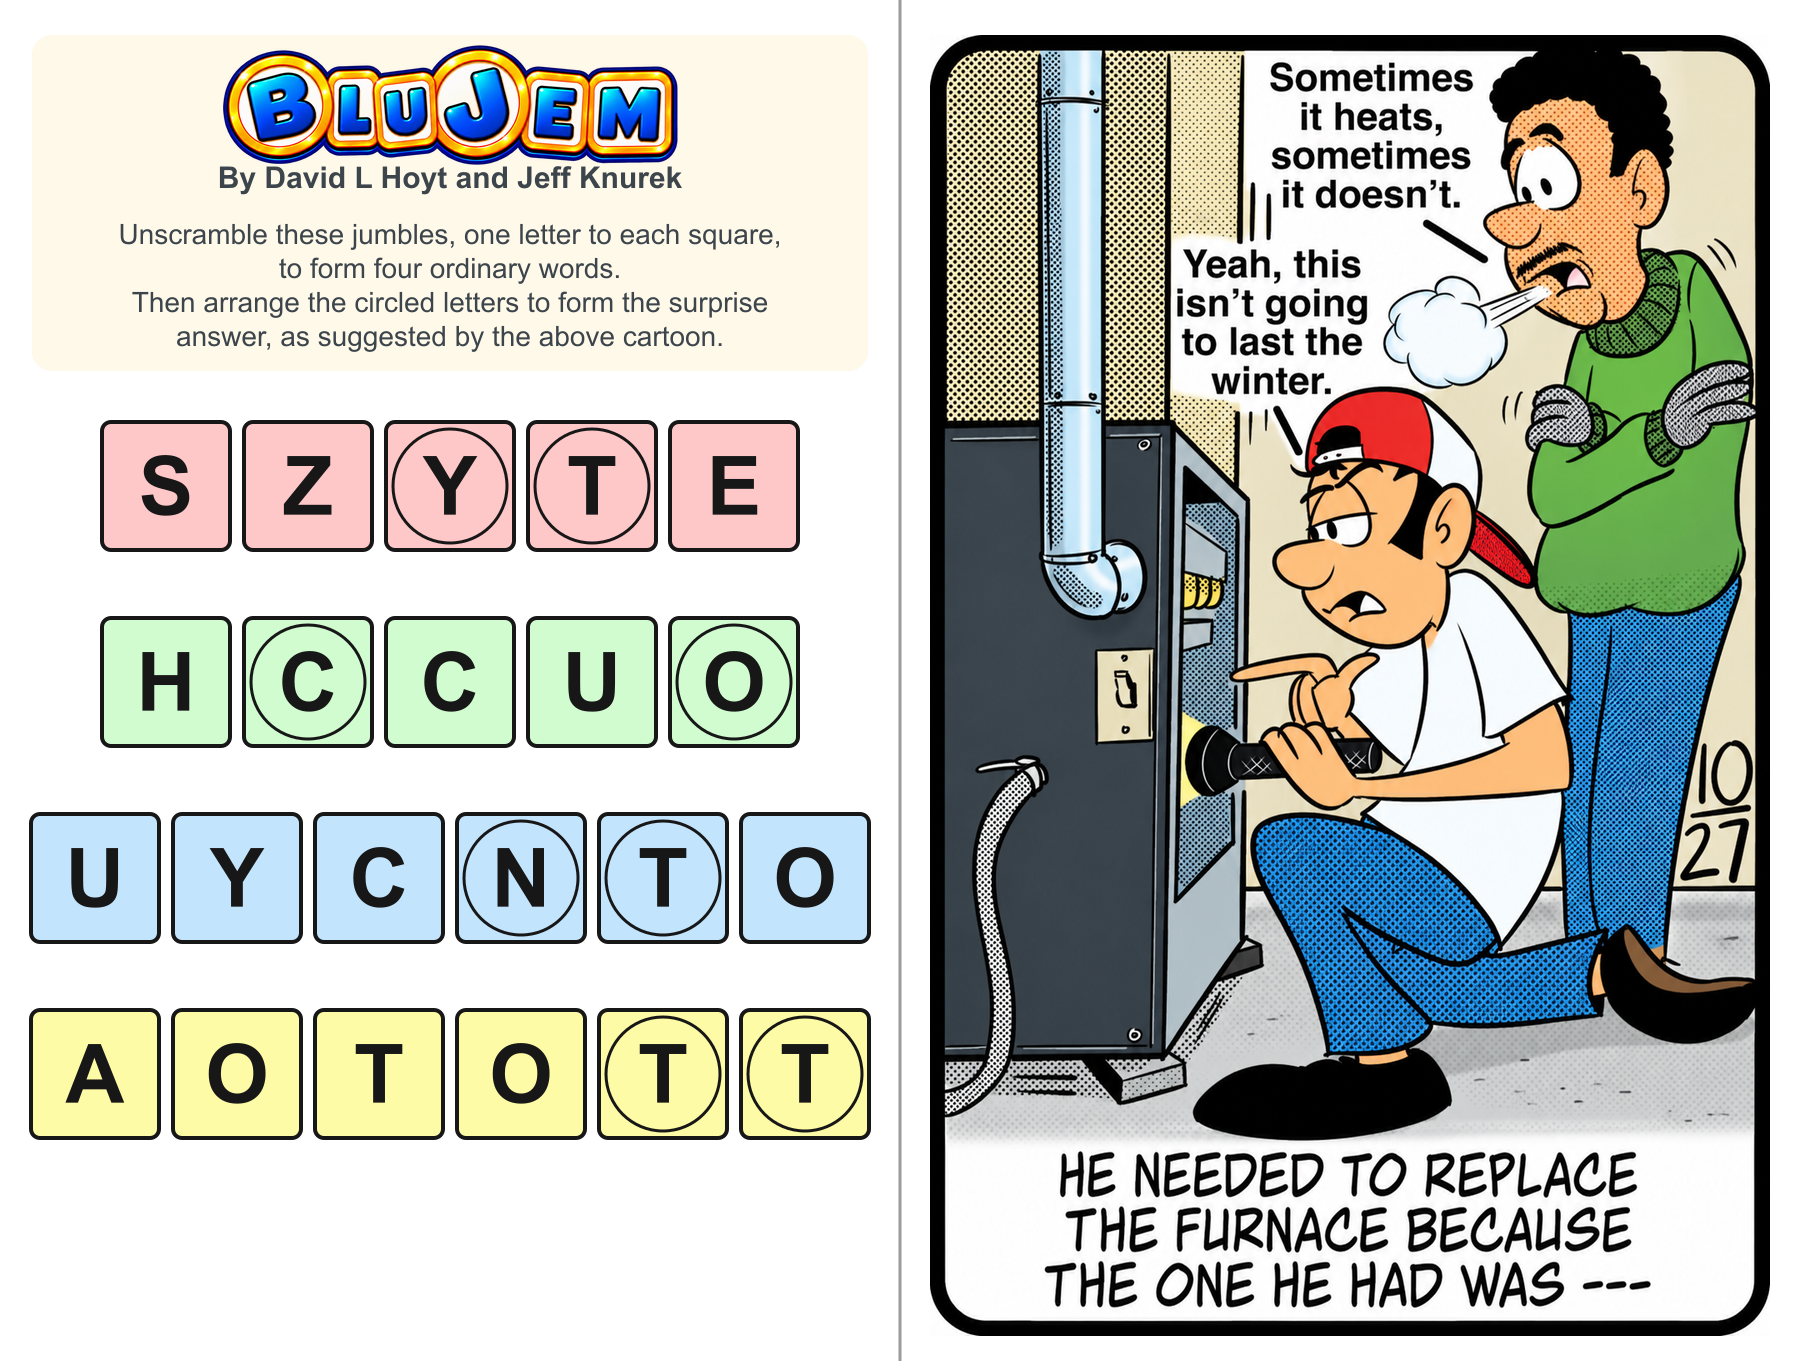 BLUJEM
By David L Hoyt and Jeff Knurek
Unscramble these jumbles, one letter to each square,
to form four ordinary words.
Then arrange the circled letters to form the surprise
answer, as suggested by the above cartoon.
S Z Y T E
H C C U O
U Y C N T O
A O T O T T
Sometimes
it heats,
sometimes
it doesn't.
Yeah, this
isn't going
to last the
winter.
10
27
HE NEEDED TO REPLACE
THE FURNACE BECAUSE
THE ONE HE HAD WAS ---